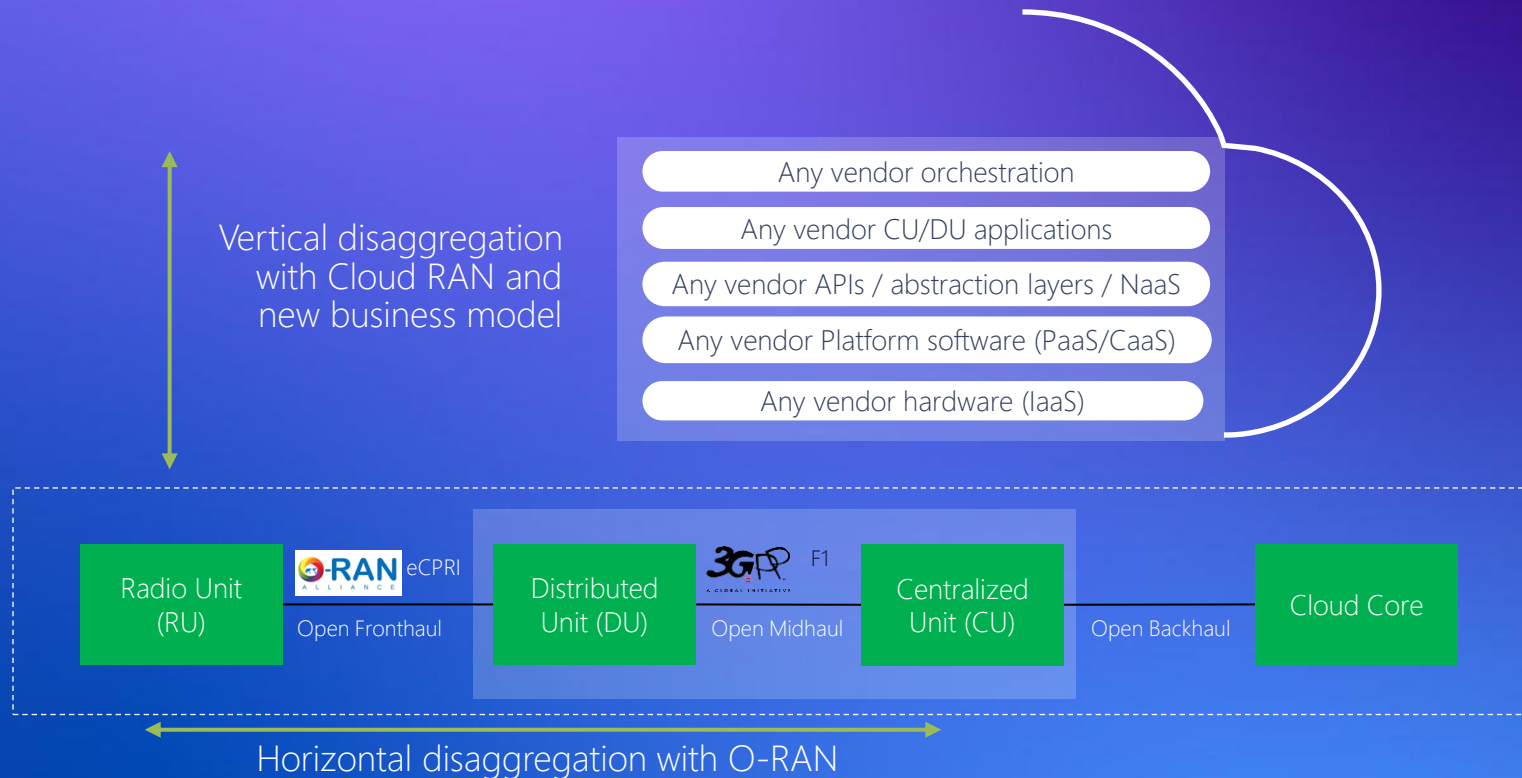 Any vendor orchestration
Any vendor CU/DU applications
Any vendor APIs / abstraction layers / NaaS
Any vendor Platform software (PaaS/CaaS)
Any vendor hardware (IaaS)
Vertical disaggregation
with Cloud RAN and
new business model
Radio Unit
(RU)
O-RAN
ALLIANCE
eCPRI
Open Fronthaul
Distributed
Unit (DU)
3GPP
A GLOBAL INITIATIVE
F1
Open Midhaul
Centralized
Unit (CU)
Open Backhaul
Cloud Core
Horizontal disaggregation with O-RAN